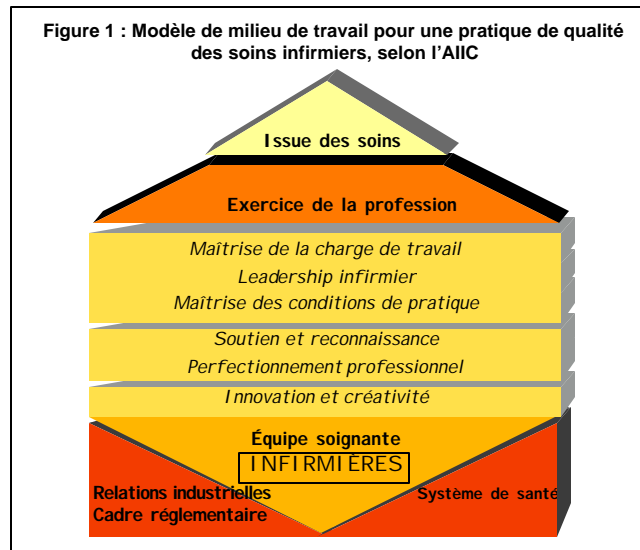 Figure 1 : Modèle de milieu de travail pour une pratique de qualité
des soins infirmiers, selon l'AIIC
Issue des soins
Exercice de la profession
Maîtrise de la charge de travail
Leadership infirmier
Maîtrise des conditions de pratique
Soutien et reconnaissance
Perfectionnement professionnel
Innovation et créativité
Équipe soignante
INFIRMIÈRES
Relations industrielles
Cadre réglementaire
Système de santé